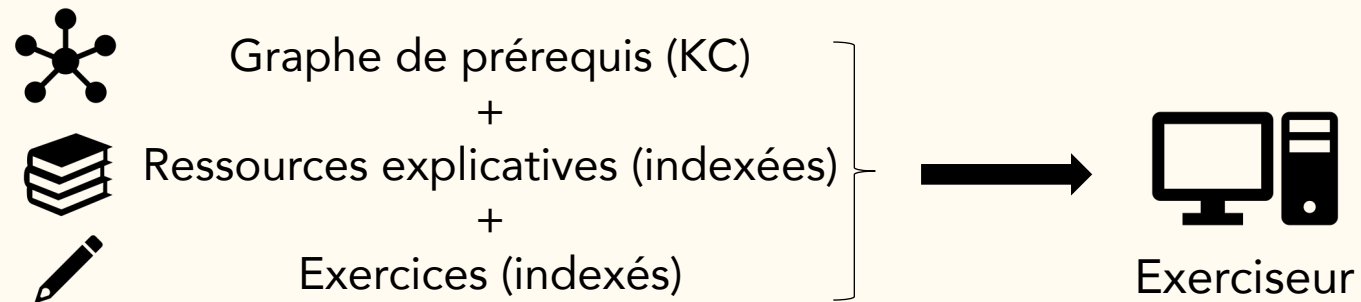 Graphe de prérequis (KC)
+
Ressources explicatives (indexées)
+
Exercices (indexés)
Exerciseur